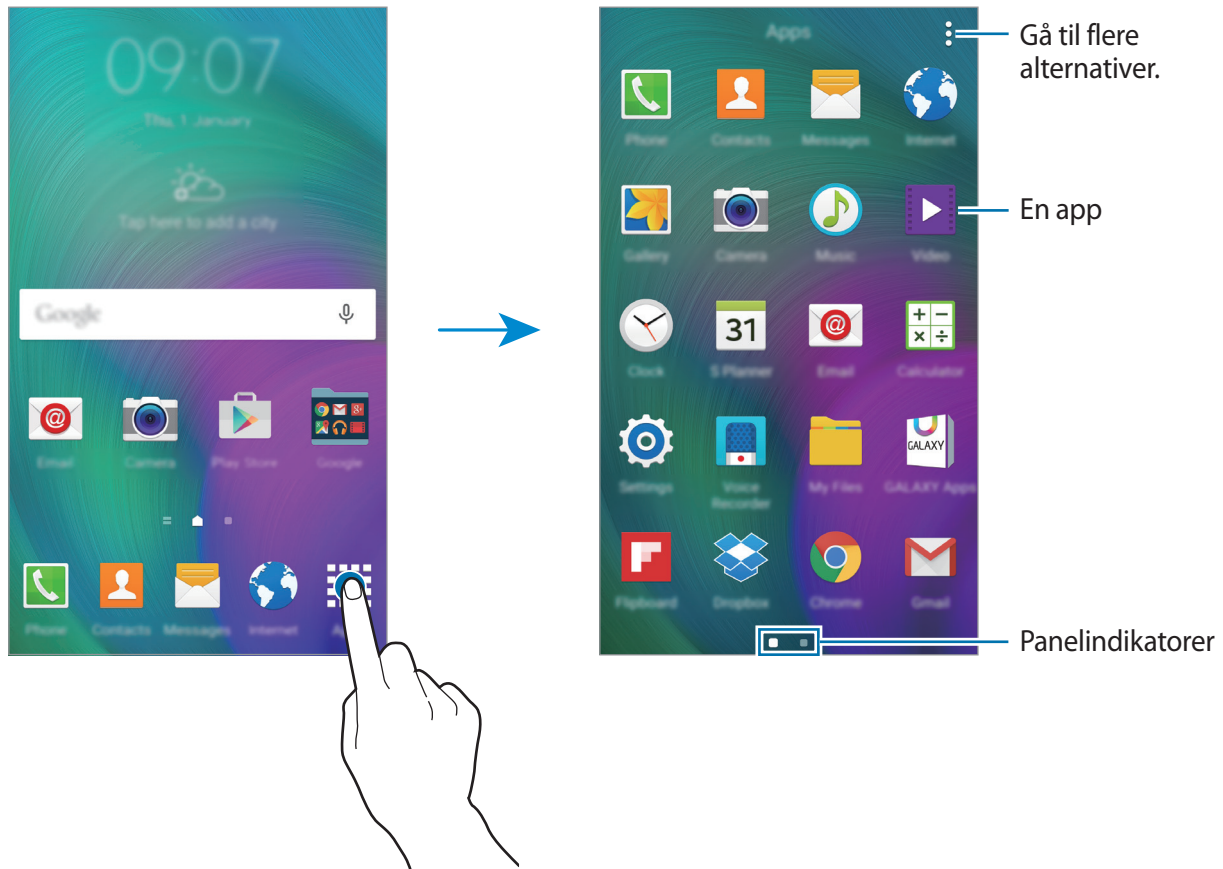 09:07
Thu, 1 January
Tap here to add a city
Google
Email
Camera
Play Store
Google
Phone
Contacts
Messages
Internet
Apps
Phone
Contacts
Messages
Internet
Gallery
Camera
Music
Video
31
Clock
S Planner
Email
Calculator
GALAXY
Settings
Voice
Recorder
My Files
GALAXY Apps
Flipboard
Dropbox
Chrome
Gmail
Gå til flere
alternativer.
En app
Panelindikatorer